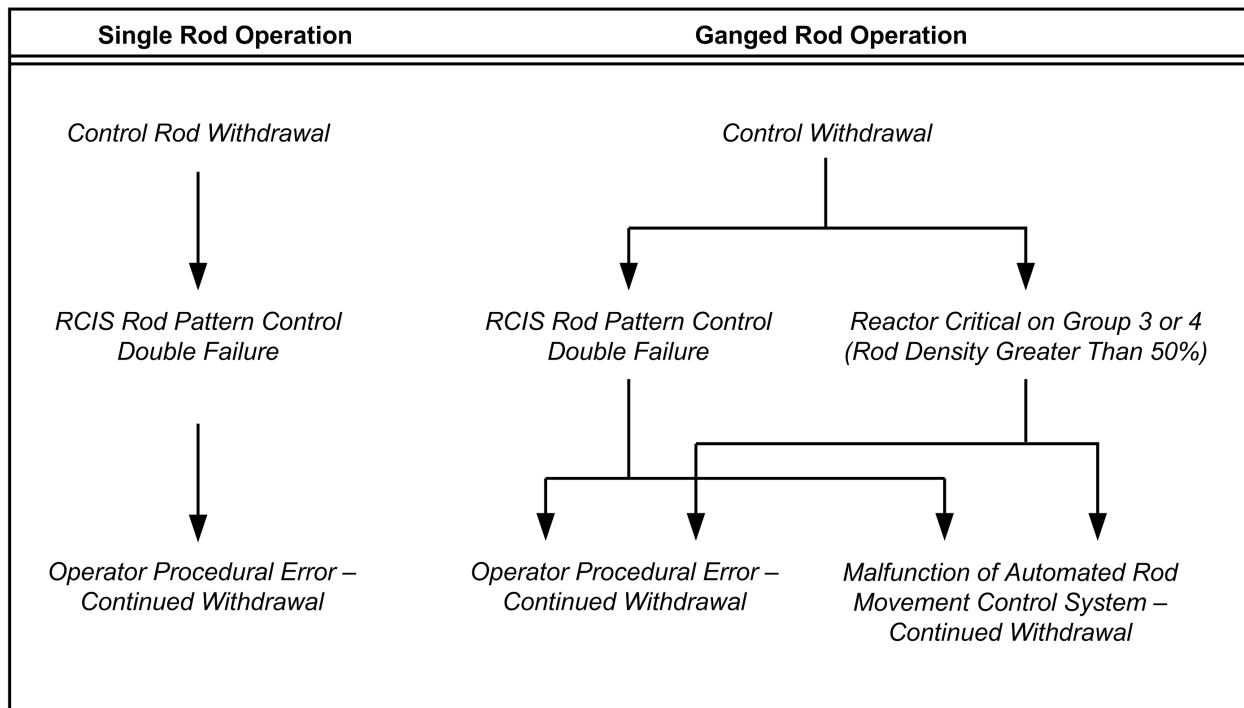 Single Rod Operation
Ganged Rod Operation
Control Rod Withdrawal
Control Withdrawal
RCIS Rod Pattern Control
Double Failure
RCIS Rod Pattern Control
Double Failure
Reactor Critical on Group 3 or 4
(Rod Density Greater Than 50%)
Operator Procedural Error –
Continued Withdrawal
Operator Procedural Error –
Continued Withdrawal
Malfunction of Automated Rod
Movement Control System –
Continued Withdrawal